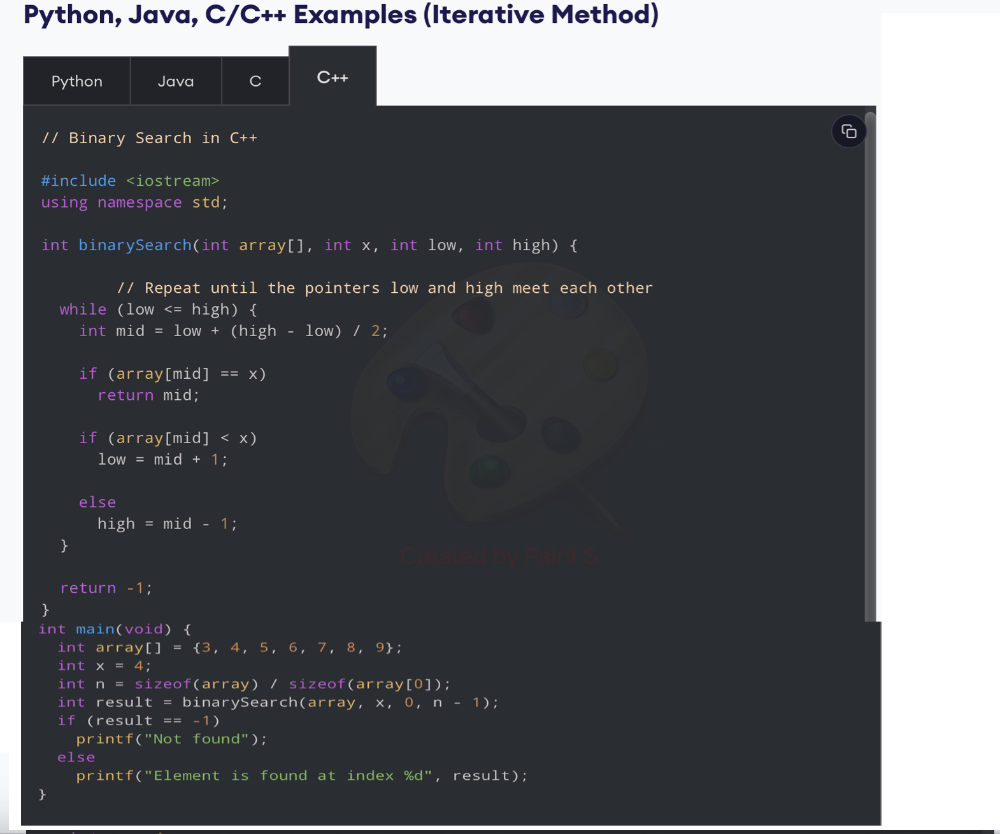 Python, Java, C/C++ Examples (Iterative Method)
Python Java C C++
// Binary Search in C++
#include <iostream>
using namespace std;
int binarySearch(int array[], int x, int low, int high) {
// Repeat until the pointers low and high meet each other
while (low <= high) {
int mid = low + (high - low) / 2;
if (array[mid] == x)
return mid;
if (array[mid] < x)
low = mid + 1;
else
high = mid - 1;
}
Created by Paint S
return -1;
}
int main(void) {
int array[] = {3, 4, 5, 6, 7, 8, 9};
int x = 4;
int n = sizeof(array) / sizeof(array[0]);
int result = binarySearch(array, x, 0, n - 1);
if (result == -1)
printf("Not found");
else
printf("Element is found at index %d", result);
}